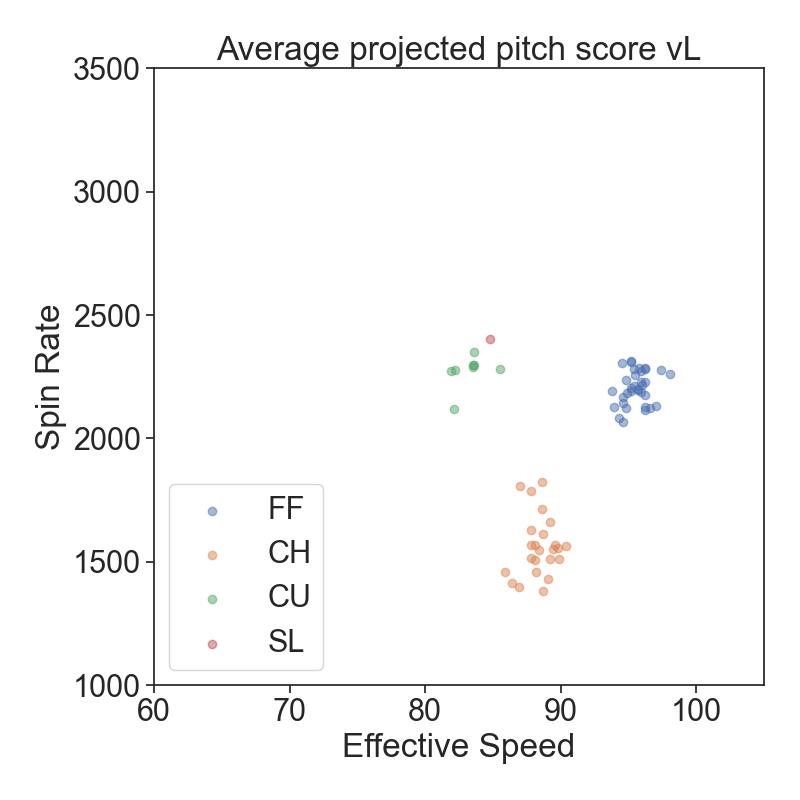 Average projected pitch score vL
3500
3000
2500
2000
1500
1000
Spin Rate
FF
CH
CU
SL
60 70 80 90 100
Effective Speed